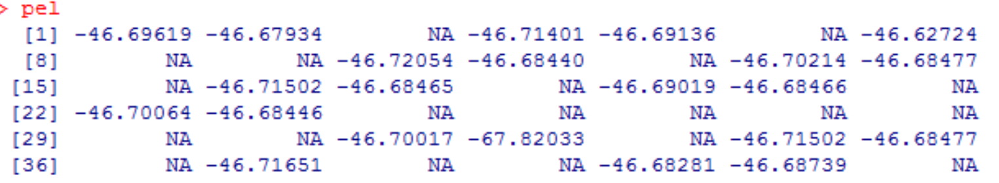 > pel
[1] -46.69619 -46.67934 NA -46.71401 -46.69136 NA -46.62724
[8] NA NA -46.72054 -46.68440 NA -46.70214 -46.68477
[15] NA -46.71502 -46.68465 NA -46.69019 -46.68466 NA
[22] -46.70064 -46.68446 NA NA NA NA NA
[29] NA NA -46.70017 -67.82033 NA -46.71502 -46.68477
[36] NA -46.71651 NA NA -46.68281 -46.68739 NA